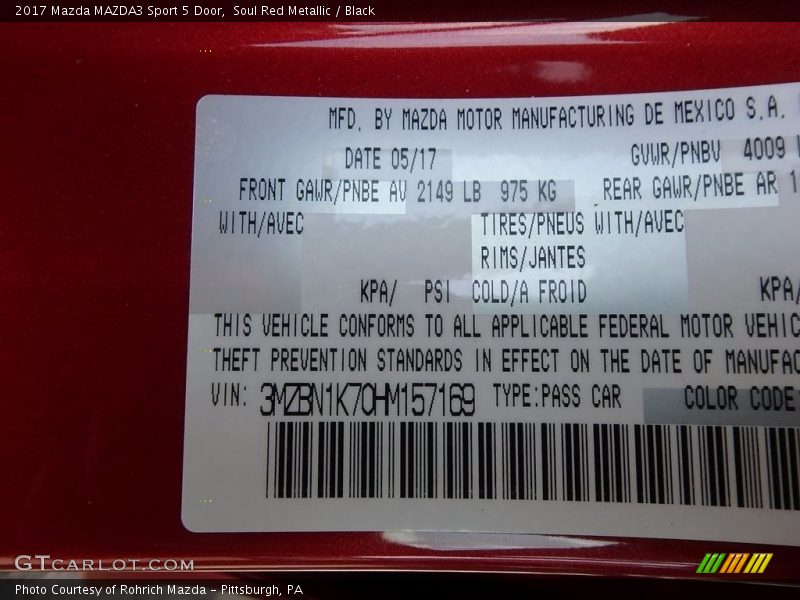 2017 Mazda MAZDA3 Sport 5 Door,  Soul Red Metallic / Black
MFD. BY MAZDA MOTOR MANUFACTURING DE MEXICO S.A.
DATE 05/17 GVWR/PNBV 4009
FRONT GAWR/PNBE AV 2149 LB 975 KG REAR GAWR/PNBE AR
WITH/AVEC TIRES/PNEUS WITH/AVEC
RIMS/JANTES
KPA/ PSI COLD/A FROID KPA/
THIS VEHICLE CONFORMS TO ALL APPLICABLE FEDERAL MOTOR VEHIC
THEFT PREVENTION STANDARDS IN EFFECT ON THE DATE OF MANUFAC
VIN: 3MZBN1K70HM157169 TYPE:PASS CAR COLOR CODE
GTCARLOT.COM
Photo Courtesy of Rohrich Mazda - Pittsburgh, PA